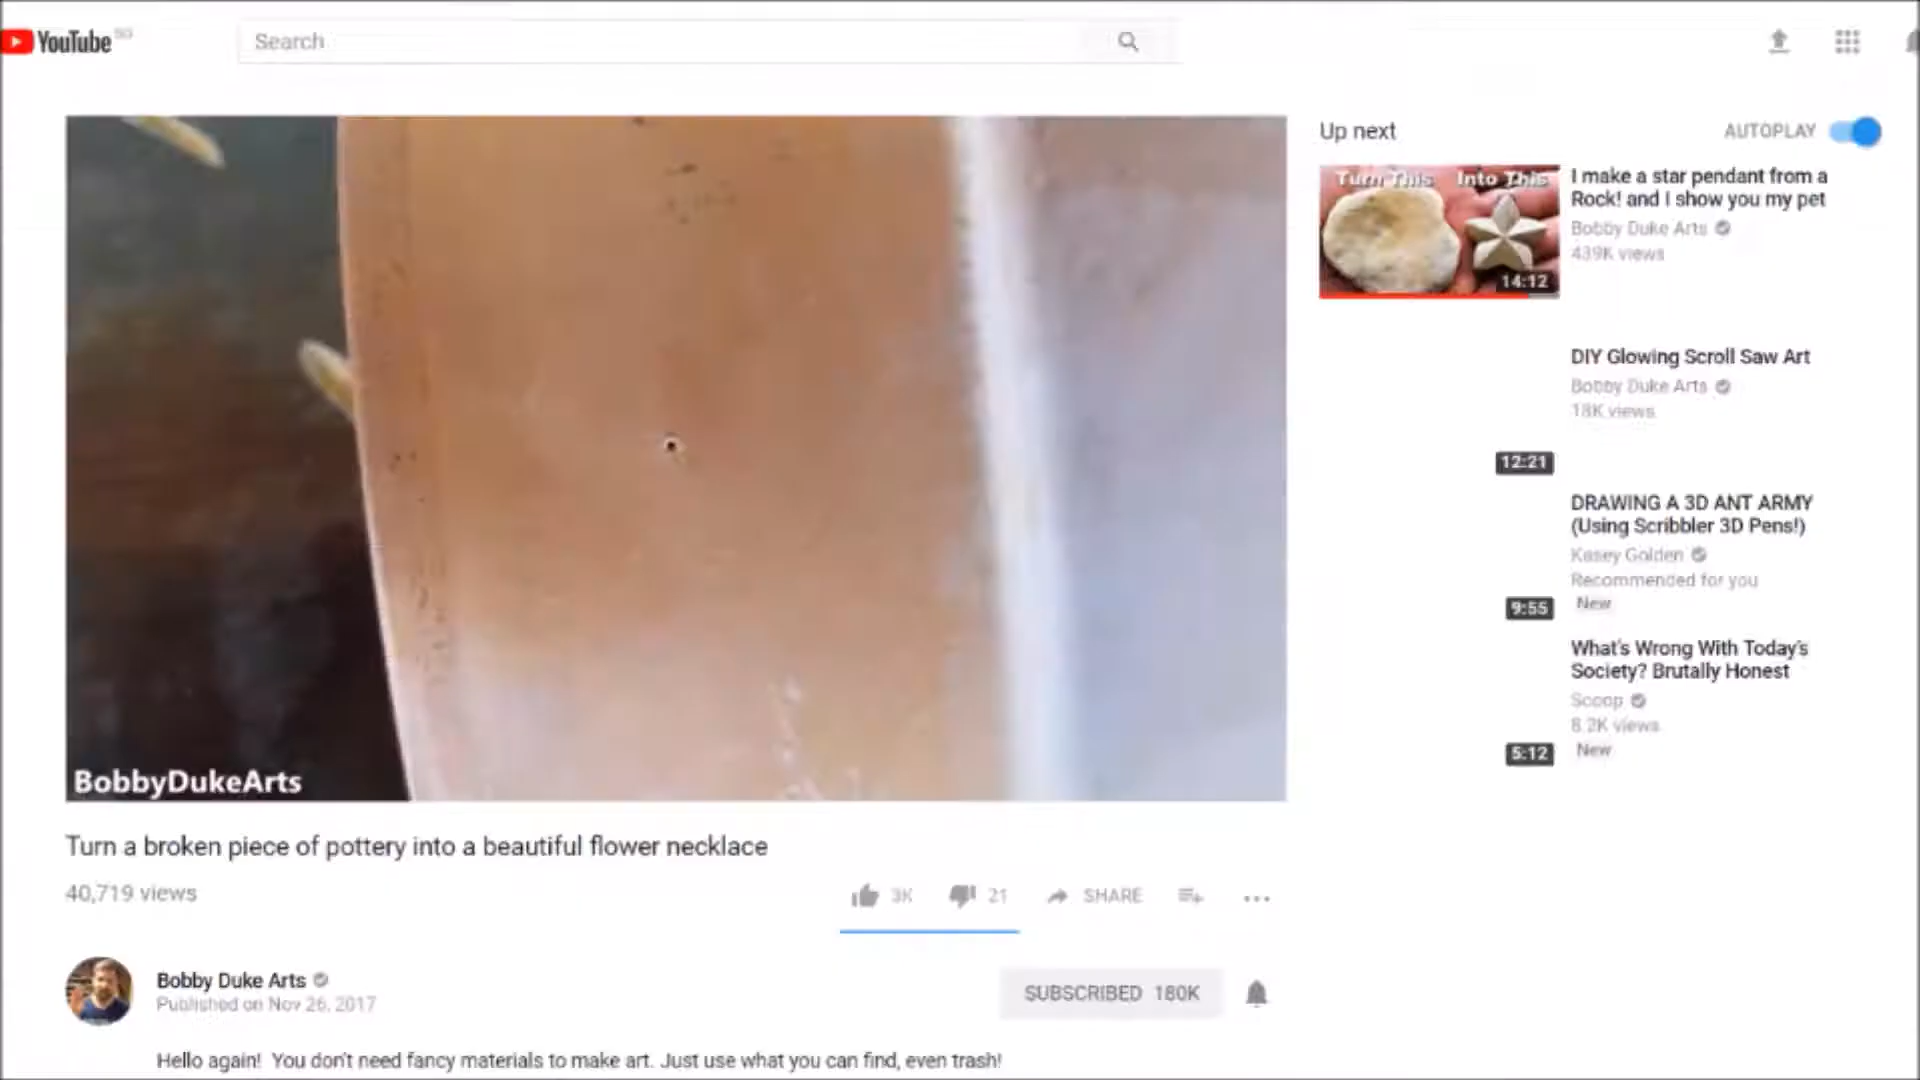 YouTube SG
Search
Up next
AUTOPLAY
Turn This Into This
14:12
I make a star pendant from a
Rock! and I show you my pet
Bobby Duke Arts
439K views
DIY Glowing Scroll Saw Art
Bobby Duke Arts
18K views
12:21
DRAWING A 3D ANT ARMY
(Using Scribbler 3D Pens!)
Kasey Golden
Recommended for you
New
9:55
What's Wrong With Today's
Society? Brutally Honest
Scoop
8.2K views
New
5:12
BobbyDukeArts
Turn a broken piece of pottery into a beautiful flower necklace
40,719 views
3K
21
SHARE
Bobby Duke Arts
Published on Nov 26, 2017
SUBSCRIBED 180K
Hello again! You don't need fancy materials to make art. Just use what you can find, even trash!